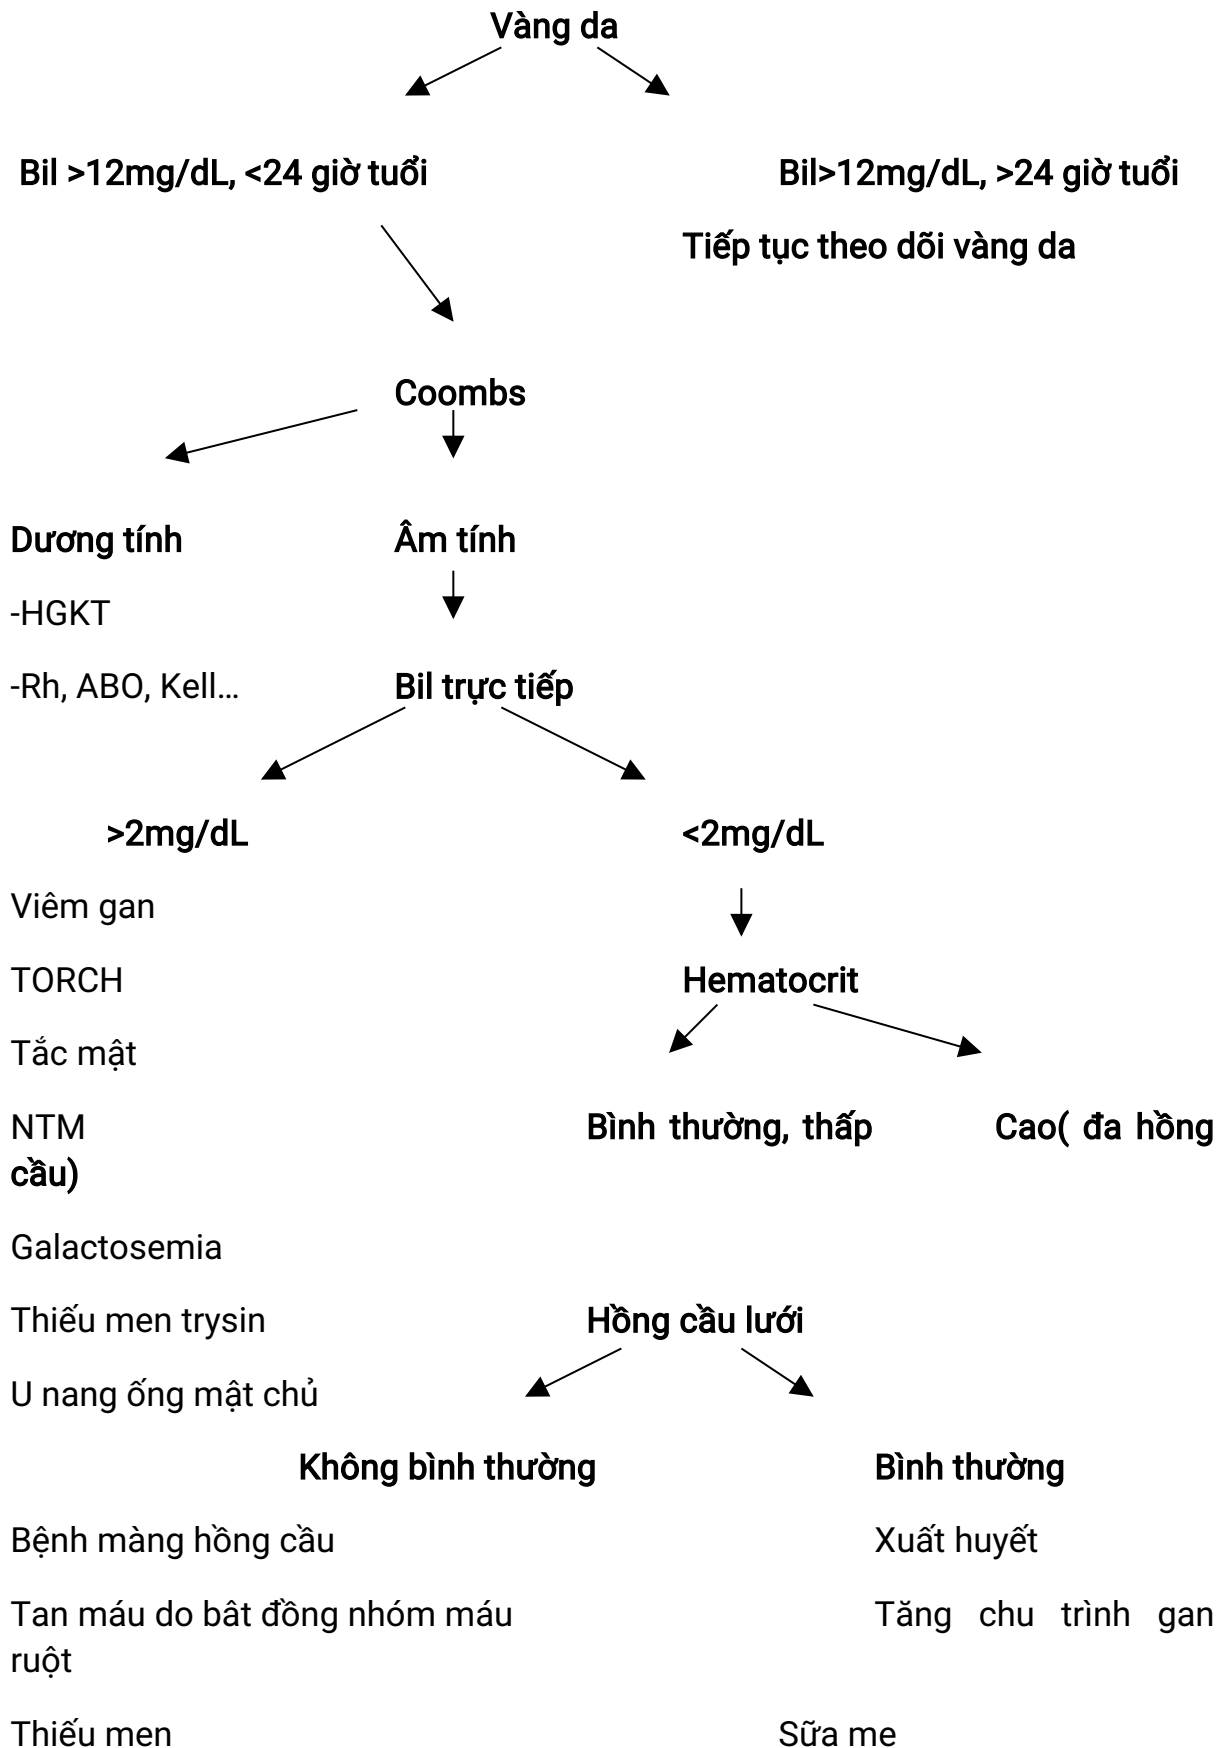 Vàng da
Bil >12mg/dL, <24 giờ tuổi Bil>12mg/dL, >24 giờ tuổi
Tiếp tục theo dõi vàng da
Coombs
Dương tính Âm tính
-HGKT
-Rh, ABO, Kell… Bil trực tiếp
>2mg/dL <2mg/dL
Viêm gan
TORCH Hematocrit
Tắc mật
NTM Bình thường, thấp Cao( đa hồng
cầu)
Galactosemia
Thiếu men trysin Hồng cầu lưới
U nang ống mật chủ
Không bình thường Bình thường
Bệnh màng hồng cầu Xuất huyết
Tan máu do bât đồng nhóm máu Tăng chu trình gan
ruột
Thiếu men Sữa mẹ